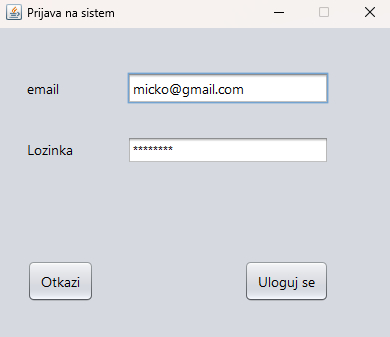 Prijava na sistem
email micko@gmail.com
Lozinka ********
Otkazi Uloguj se